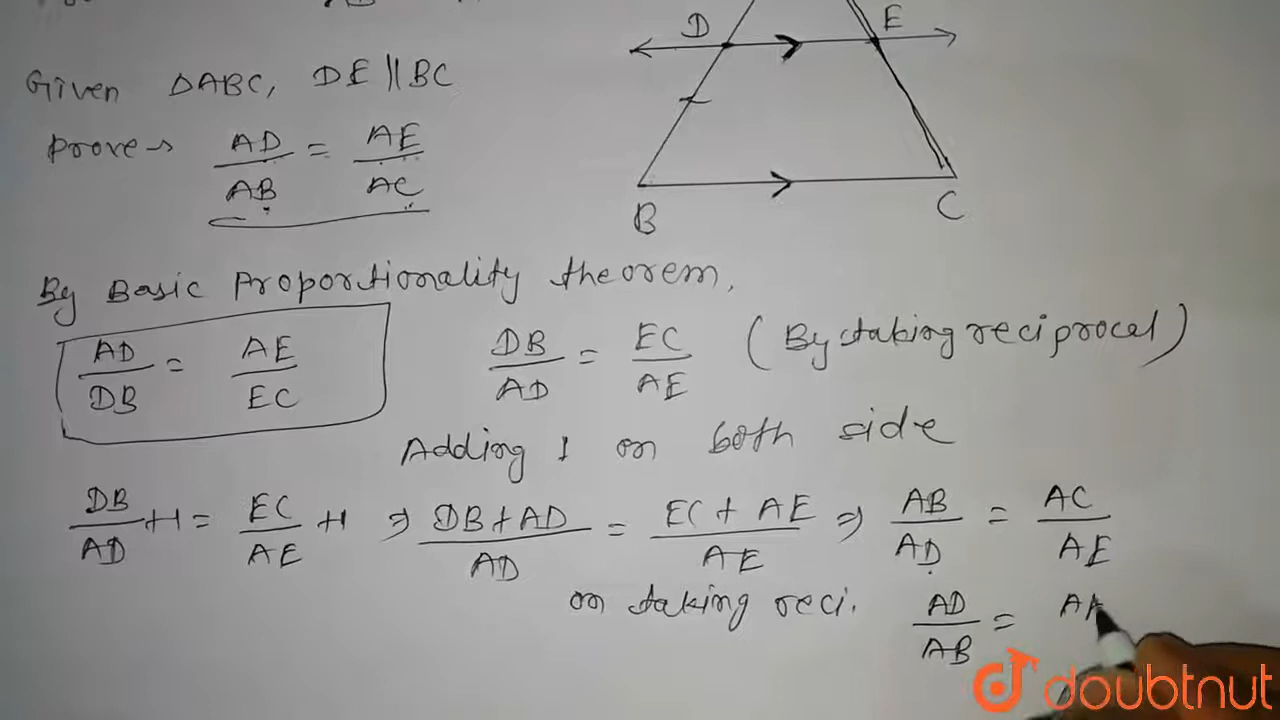 D E
Given ΔABC, DE || BC
Prove → AD/AB = AE/AC
B C
By Basic Proportionality theorem,
AD/DB = AE/EC DB/AD = EC/AE (By taking reciprocel)
Adding 1 on both side
DB/AD +1 = EC/AE +1 ⇒ DB+AD/AD = EC+AE/AE ⇒ AB/AD = AC/AE
on taking reci. AD/AB =
doubtnut